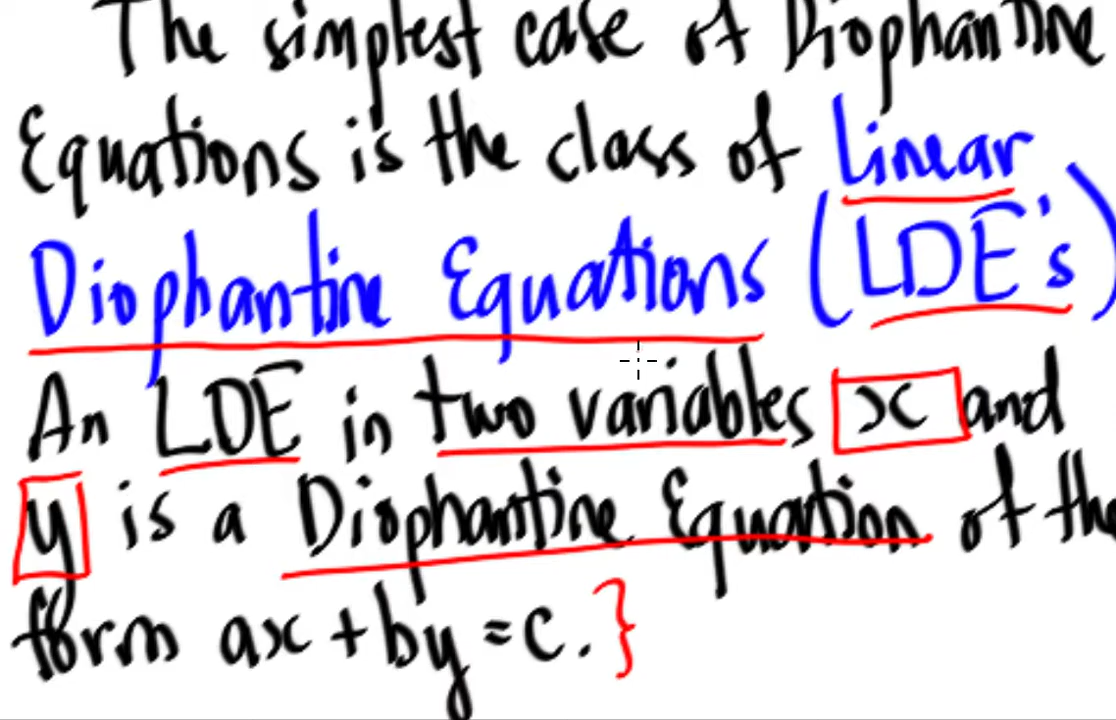 The simplest case of Diophantine
Equations is the class of Linear
Diophantine Equations (LDE's)
An LDE in two variables x and
y is a Diophantine Equation of the
form ax + by = c. }